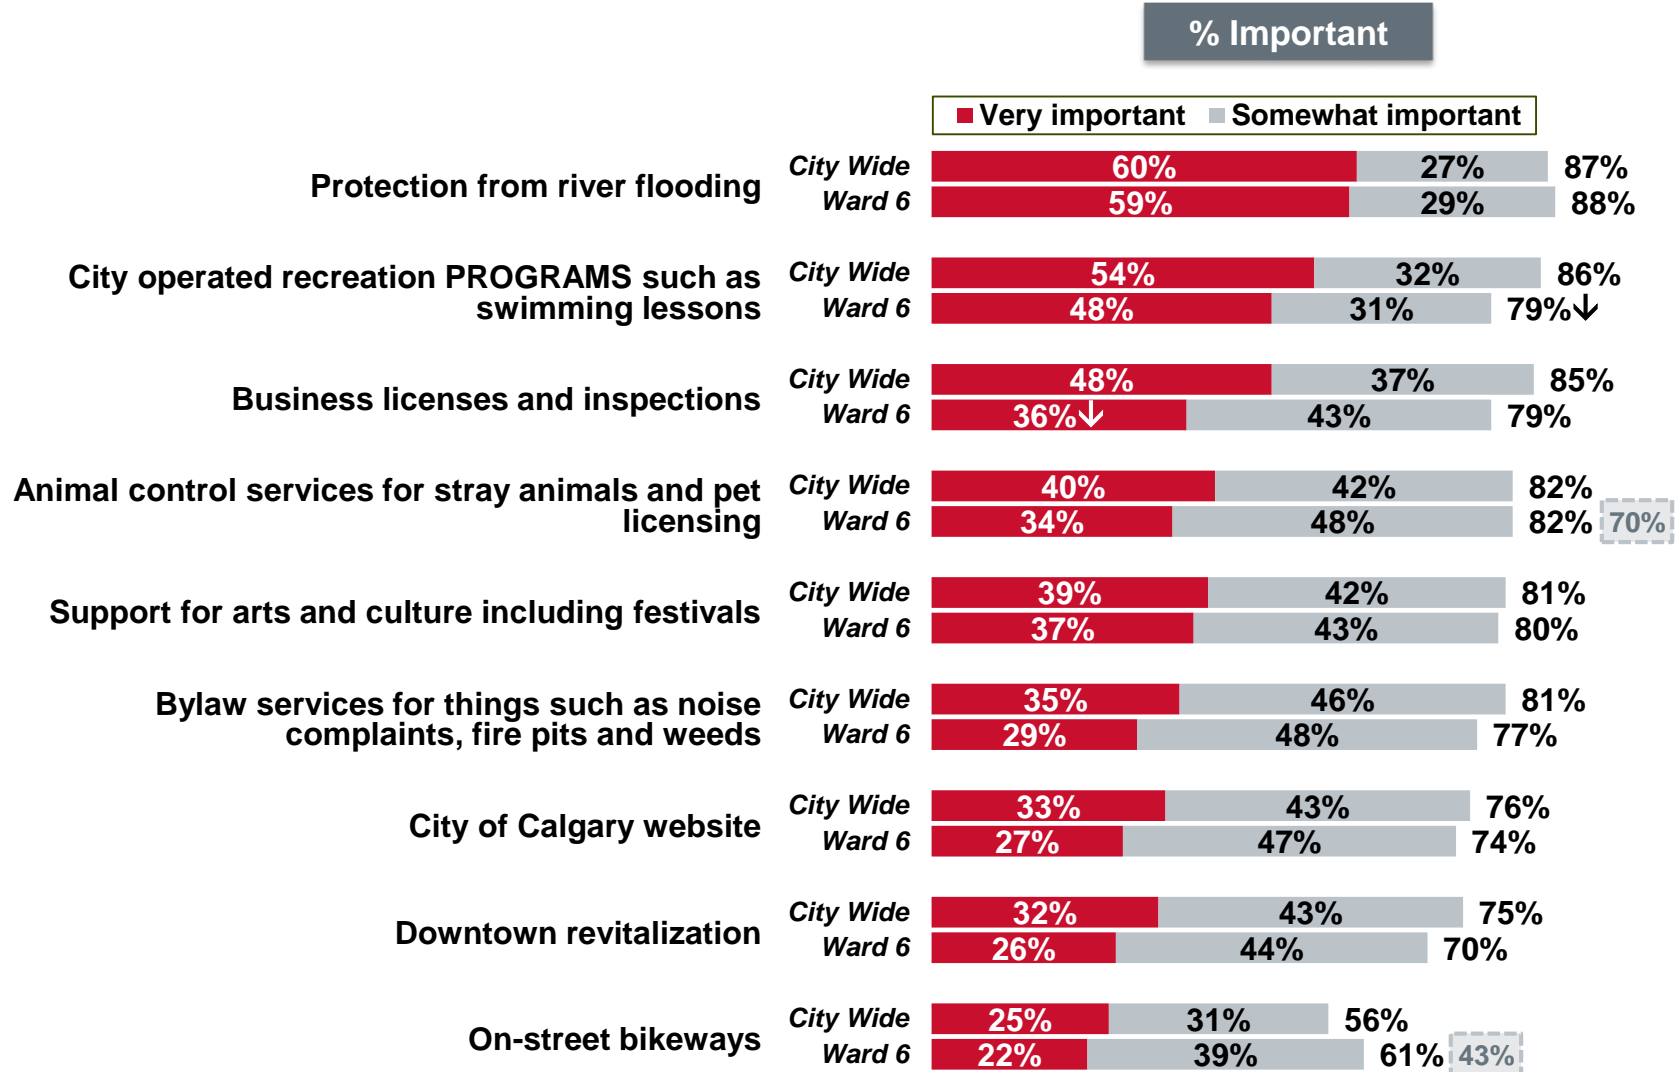 % Important
Very important Somewhat important
Protection from river flooding
City Wide 60% 27% 87%
Ward 6 59% 29% 88%
City operated recreation PROGRAMS such as
swimming lessons
City Wide 54% 32% 86%
Ward 6 48% 31% 79%↓
Business licenses and inspections
City Wide 48% 37% 85%
Ward 6 36%↓ 43% 79%
Animal control services for stray animals and pet
licensing
City Wide 40% 42% 82%
Ward 6 34% 48% 82% 70%
Support for arts and culture including festivals
City Wide 39% 42% 81%
Ward 6 37% 43% 80%
Bylaw services for things such as noise
complaints, fire pits and weeds
City Wide 35% 46% 81%
Ward 6 29% 48% 77%
City of Calgary website
City Wide 33% 43% 76%
Ward 6 27% 47% 74%
Downtown revitalization
City Wide 32% 43% 75%
Ward 6 26% 44% 70%
On-street bikeways
City Wide 25% 31% 56%
Ward 6 22% 39% 61% 43%